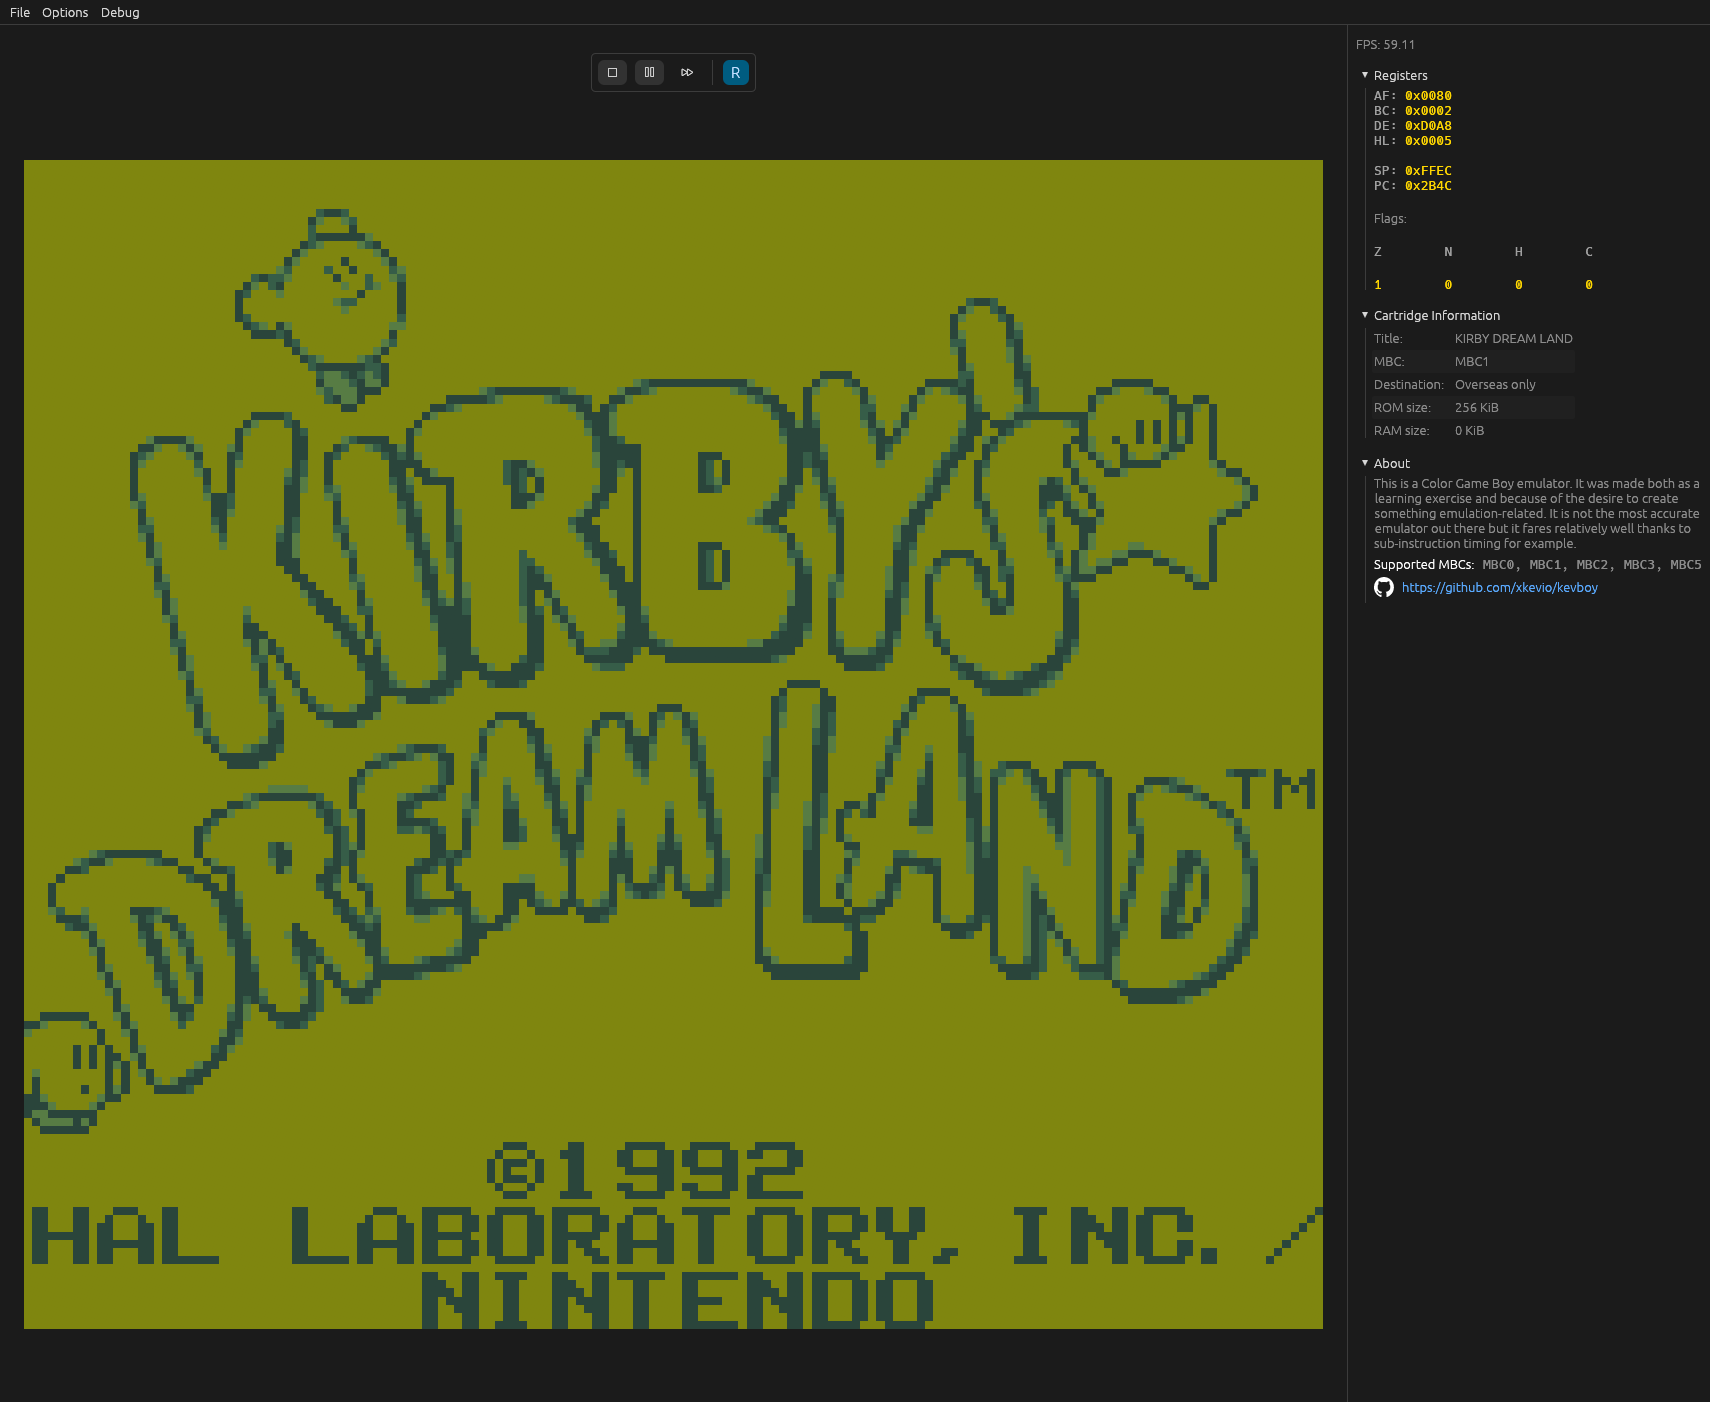 File Options Debug
R
KIRBY'S
DREAM LAND TM
©1992
HAL LABORATORY, INC. /
NINTENDO
FPS: 59.11
Registers
AF: 0x0080
BC: 0x0002
DE: 0xD0A8
HL: 0x0005
SP: 0xFFEC
PC: 0x2B4C
Flags:
Z N H C
1 0 0 0
Cartridge Information
Title: KIRBY DREAM LAND
MBC: MBC1
Destination: Overseas only
ROM size: 256 KiB
RAM size: 0 KiB
About
This is a Color Game Boy emulator. It was made both as a
learning exercise and because of the desire to create
something emulation-related. It is not the most accurate
emulator out there but it fares relatively well thanks to
sub-instruction timing for example.
Supported MBCs: MBC0, MBC1, MBC2, MBC3, MBC5
https://github.com/xkevio/kevboy